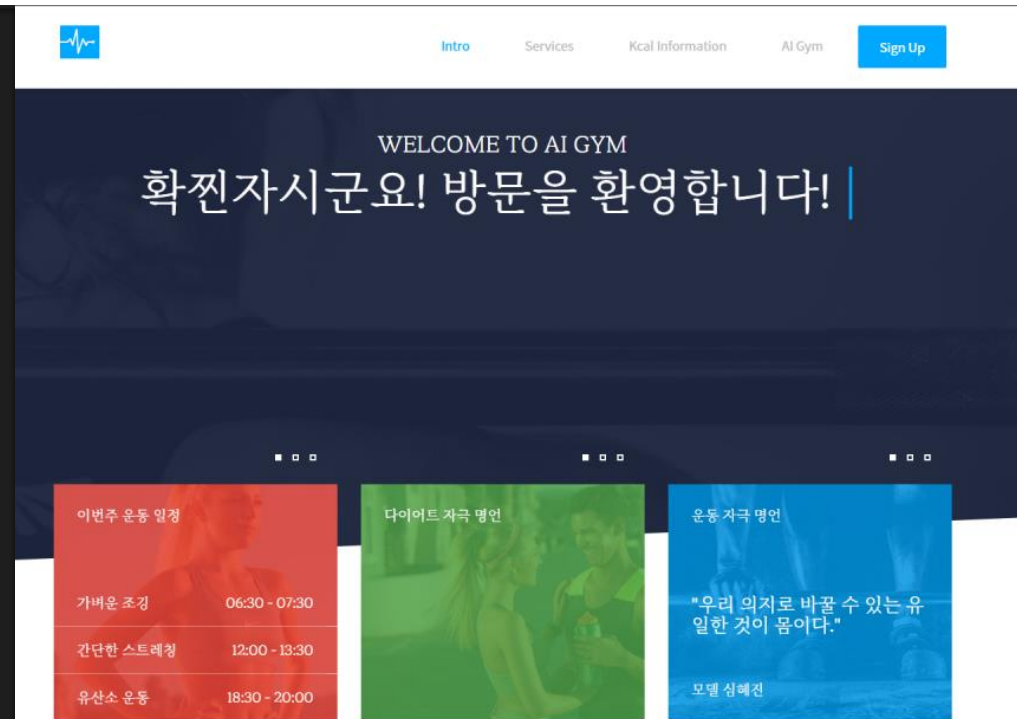 Intro Services Kcal Information AI Gym Sign Up
WELCOME TO AI GYM
확찐자시군요! 방문을 환영합니다!
이번주 운동 일정
가벼운 조깅 06:30 - 07:30
간단한 스트레칭 12:00 - 13:30
유산소 운동 18:30 - 20:00
다이어트 자극 명언
운동 자극 명언
"우리 의지로 바꿀 수 있는 유
일한 것이 몸이다."
모델 심혜진